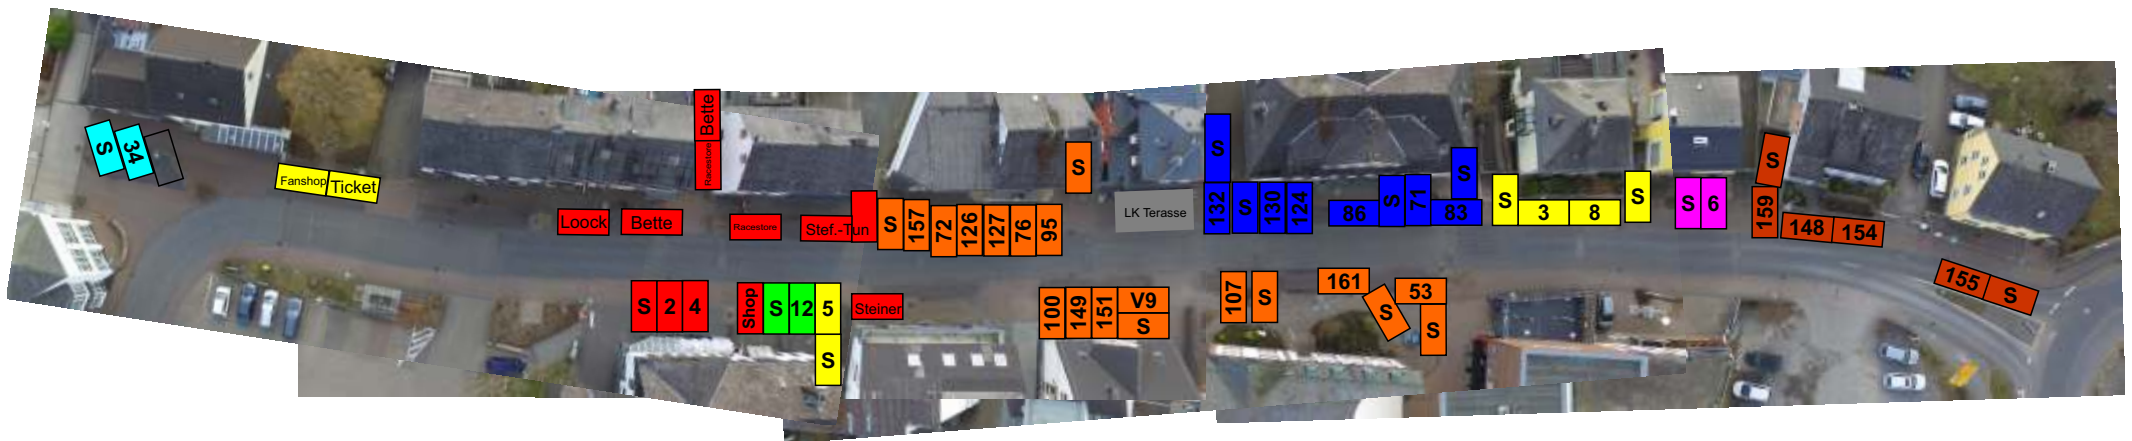 S
34
Fanshop
Ticket
Loock
Bette
Bette
Racestore
Racestore
Stef.-Tun
S
157
72
126
127
76
95
S
LK Terasse
S
132
S
130
124
86
S
71
S
83
S
3
8
S
S
6
S
159
148
154
155
S
S
2
4
Shop
S
12
5
S
Steiner
100
149
151
V9
S
107
S
161
S
53
S